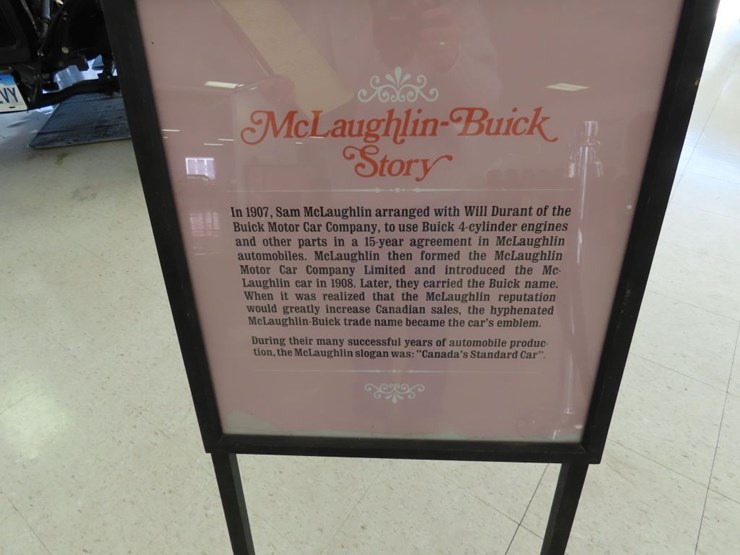 VY
McLaughlin-Buick
Story
In 1907, Sam McLaughlin arranged with Will Durant of the
Buick Motor Car Company, to use Buick 4-cylinder engines
and other parts in a 15-year agreement in McLaughlin
automobiles. McLaughlin then formed the McLaughlin
Motor Car Company Limited and introduced the Mc-
Laughlin car in 1908. Later, they carried the Buick name.
When it was realized that the McLaughlin reputation
would greatly increase Canadian sales, the hyphenated
McLaughlin-Buick trade name became the car's emblem.
During their many successful years of automobile produc-
tion, the McLaughlin slogan was: "Canada's Standard Car".